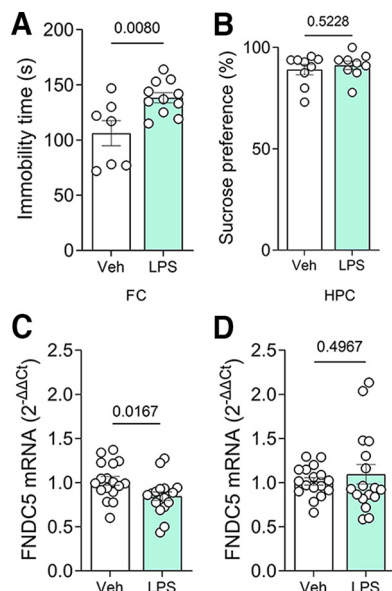 A
0.0080
Immobility time (s)
200
150
100
50
0
Veh LPS
B
0.5228
Sucrose preference (%)
100
50
0
Veh LPS
FC
C
0.0167
FNDC5 mRNA (2-ΔΔCt)
2.5
2.0
1.5
1.0
0.5
0.0
Veh LPS
HPC
D
0.4967
FNDC5 mRNA (2-ΔΔCt)
2.5
2.0
1.5
1.0
0.5
0.0
Veh LPS